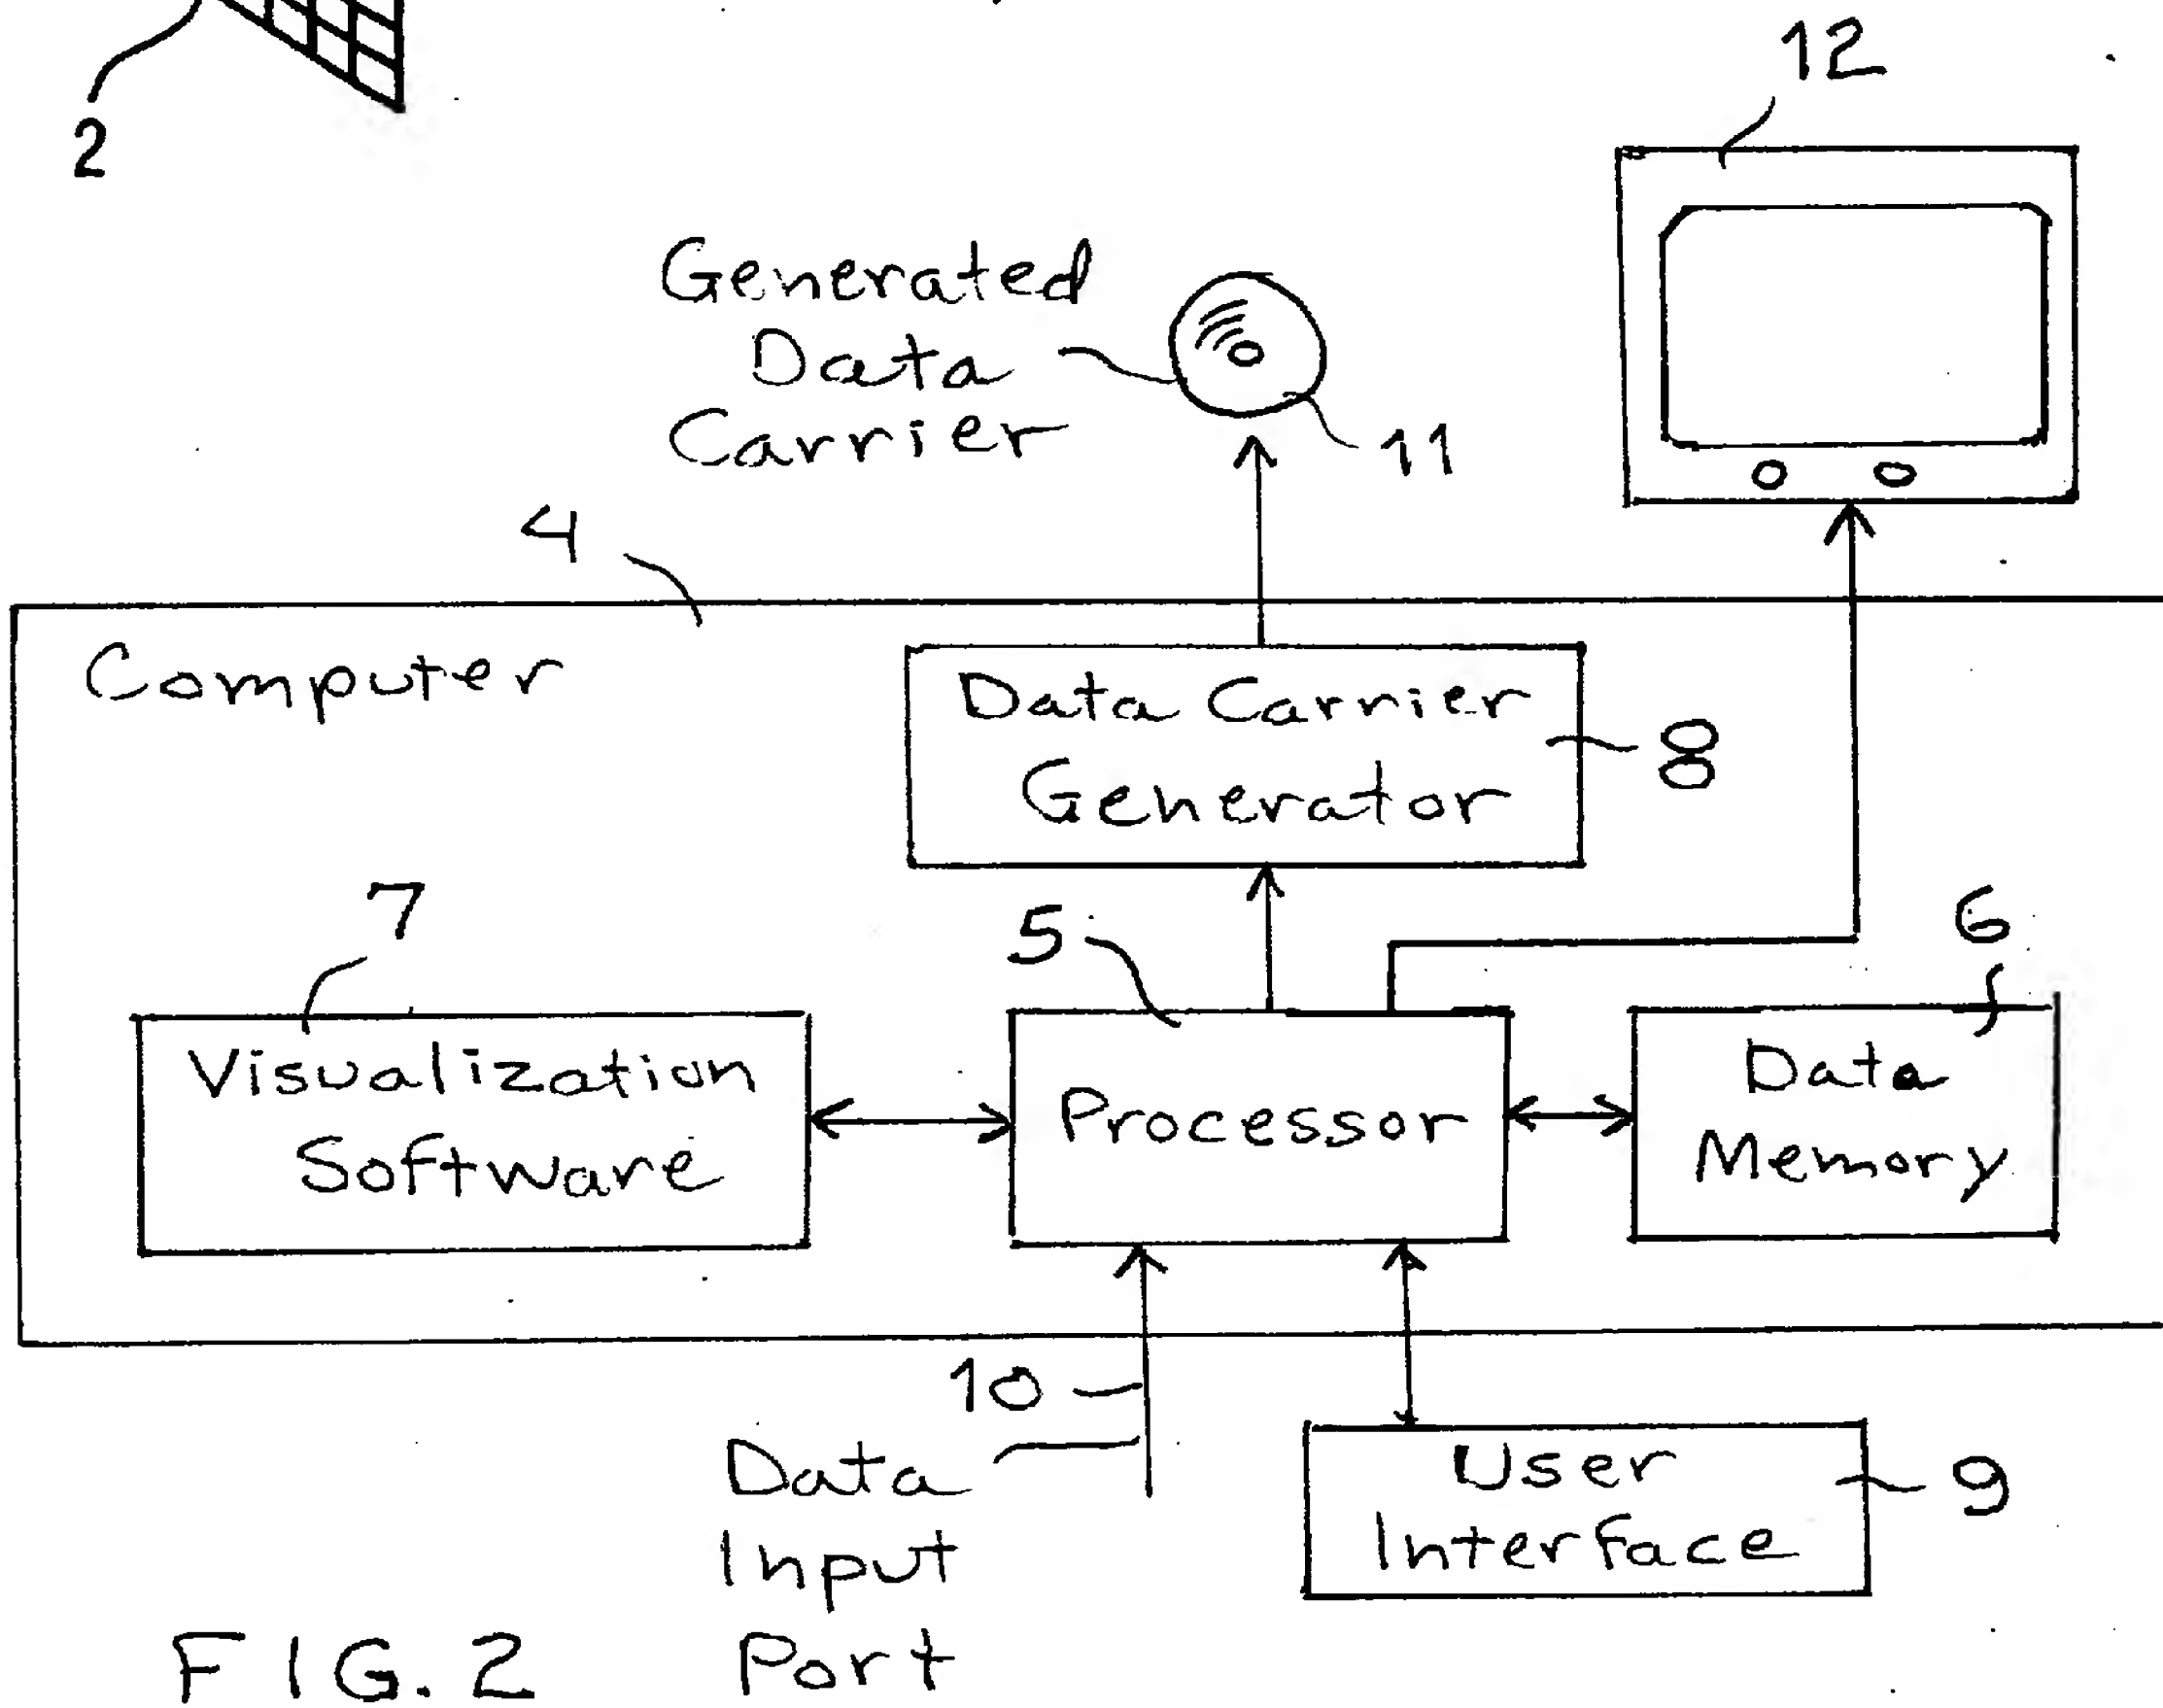 2
12
Generated
Data
Carrier
11
4
Computer
Data Carrier
Generator
8
7
5
6
Visualization
Software
Processor
Data
Memory
10
Data
Input
Port
User
Interface
9
FIG. 2